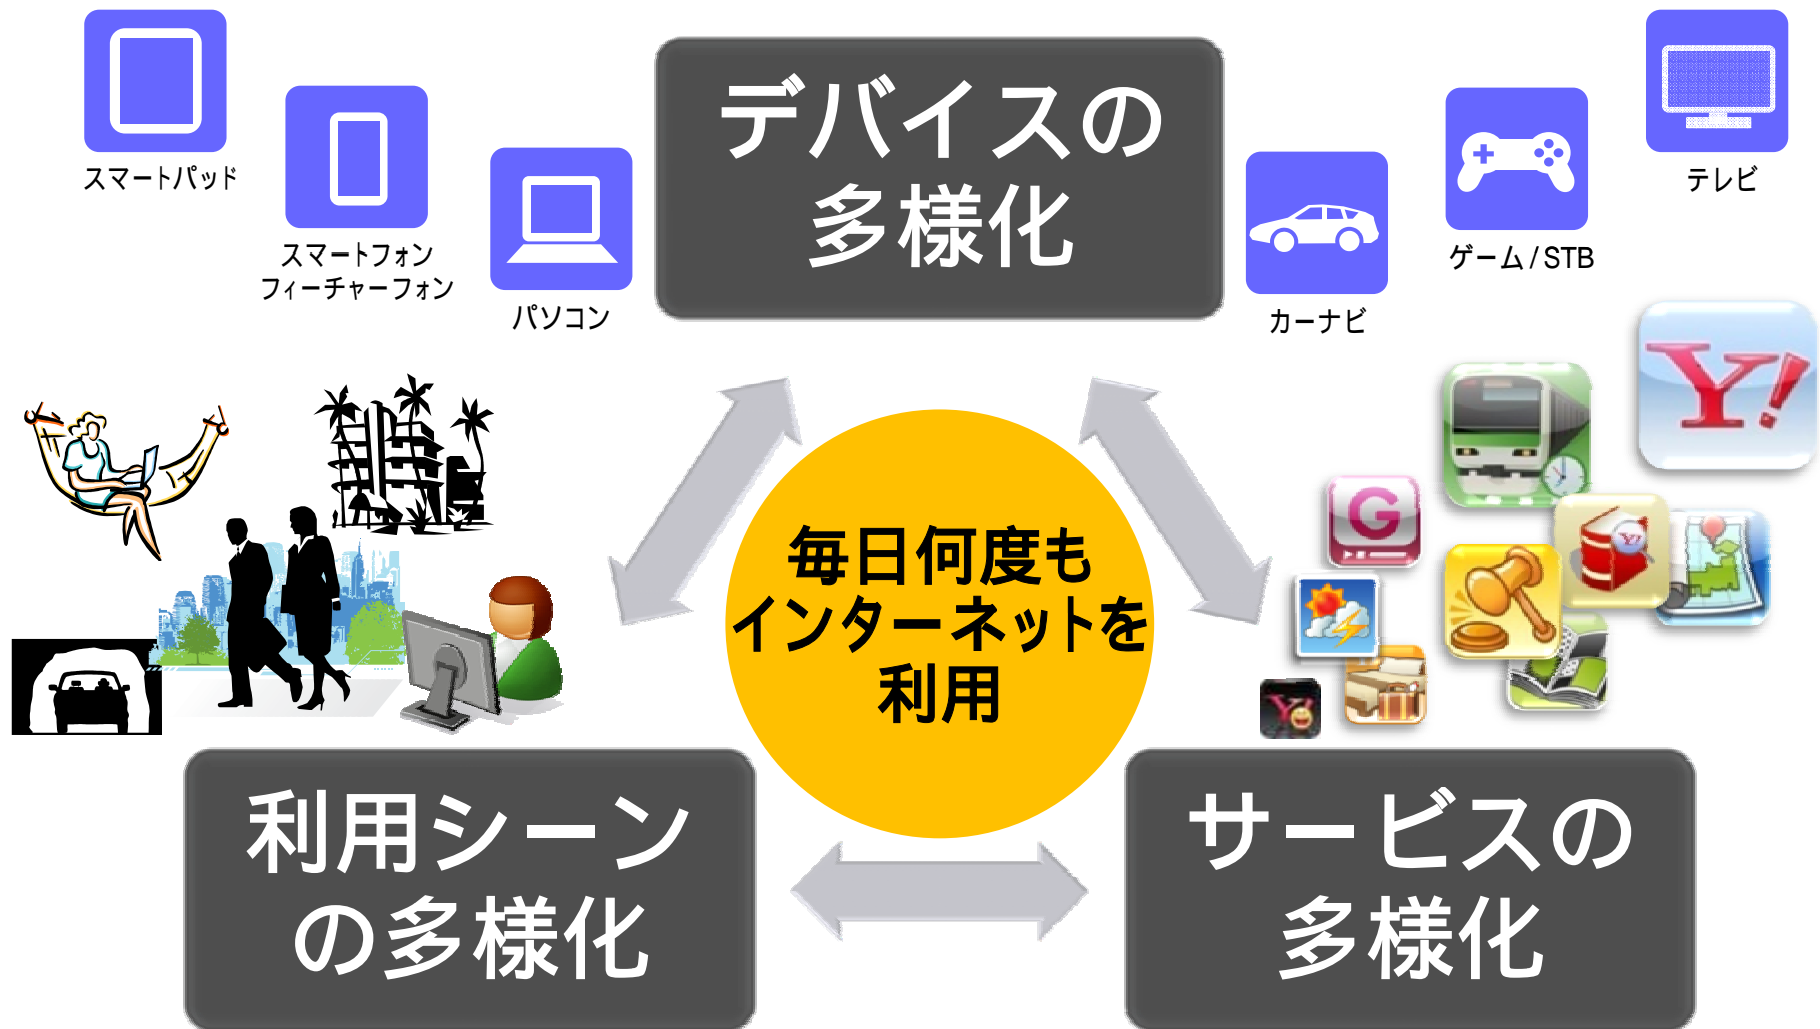 デバイスの
多様化
スマートパッド
スマートフォン
フィーチャーフォン
パソコン
カーナビ
ゲーム / STB
テレビ
Y!
G
Y!
Y!
毎日何度も
インターネットを
利用
利用シーン
の多様化
サービスの
多様化